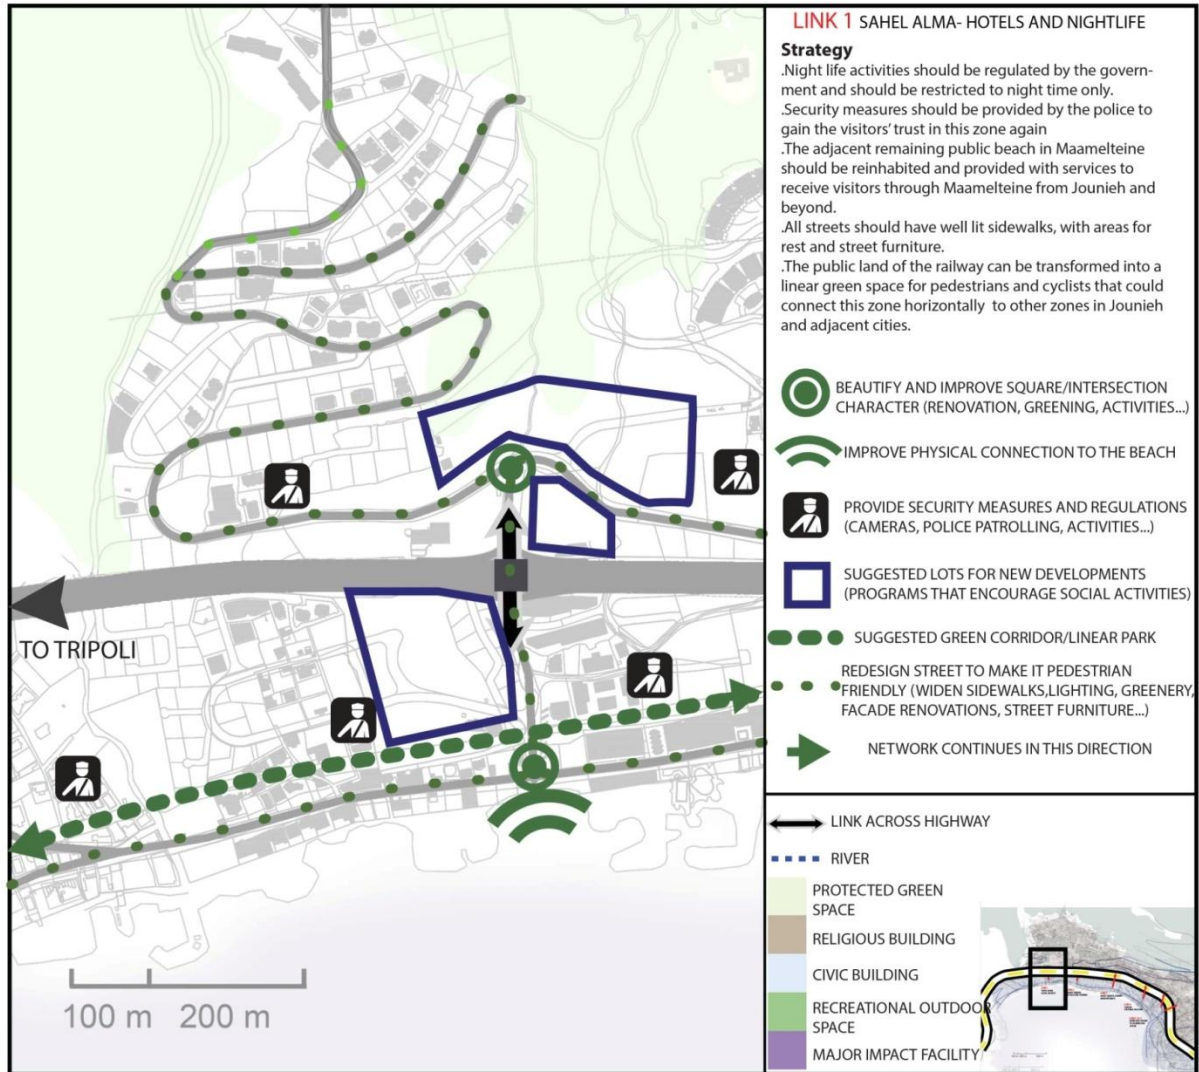 LINK 1 SAHEL ALMA- HOTELS AND NIGHTLIFE
Strategy
.Night life activities should be regulated by the govern-
ment and should be restricted to night time only.
.Security measures should be provided by the police to
gain the visitors' trust in this zone again
.The adjacent remaining public beach in Maamelteine
should be reinhabited and provided with services to
receive visitors through Maamelteine from Jounieh and
beyond.
.All streets should have well lit sidewalks, with areas for
rest and street furniture.
.The public land of the railway can be transformed into a
linear green space for pedestrians and cyclists that could
connect this zone horizontally to other zones in Jounieh
and adjacent cities.
BEAUTIFY AND IMPROVE SQUARE/INTERSECTION
CHARACTER (RENOVATION, GREENING, ACTIVITIES...)
IMPROVE PHYSICAL CONNECTION TO THE BEACH
PROVIDE SECURITY MEASURES AND REGULATIONS
(CAMERAS, POLICE PATROLLING, ACTIVITIES...)
SUGGESTED LOTS FOR NEW DEVELOPMENTS
(PROGRAMS THAT ENCOURAGE SOCIAL ACTIVITIES)
SUGGESTED GREEN CORRIDOR/LINEAR PARK
REDESIGN STREET TO MAKE IT PEDESTRIAN
FRIENDLY (WIDEN SIDEWALKS,LIGHTING, GREENERY,
FACADE RENOVATIONS, STREET FURNITURE...)
NETWORK CONTINUES IN THIS DIRECTION
LINK ACROSS HIGHWAY
RIVER
PROTECTED GREEN
SPACE
RELIGIOUS BUILDING
CIVIC BUILDING
RECREATIONAL OUTDOOR
SPACE
MAJOR IMPACT FACILITY
TO TRIPOLI
100 m 200 m